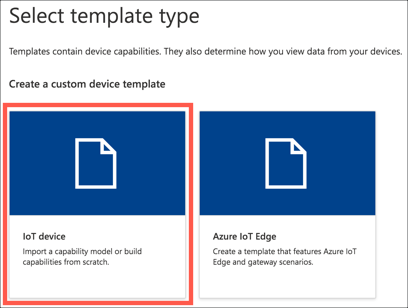 Select template type
Templates contain device capabilities. They also determine how you view data from your devices.
Create a custom device template
IoT device
Import a capability model or build
capabilities from scratch.
Azure IoT Edge
Create a template that features Azure IoT
Edge and gateway scenarios.